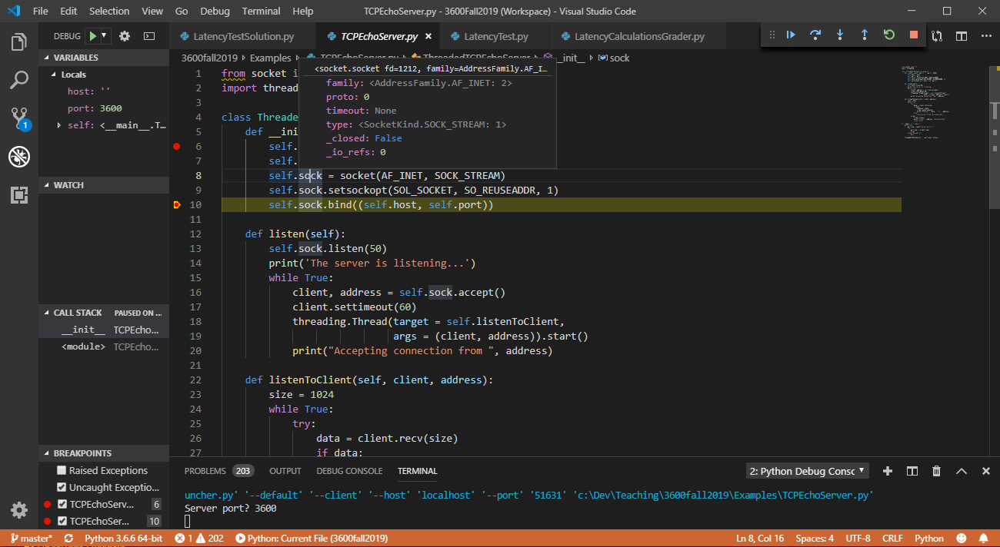 File Edit Selection View Go Debug Terminal Help TCPEchoServer.py - 3600Fall2019 (Workspace) - Visual Studio Code
DEBUG LatencyTestSolution.py TCPEchoServer.py LatencyTest.py LatencyCalculationsGrader.py
3600fall2019 Examples TCPEchoServer.py ThreadedTCPEchoServer __init__ sock
VARIABLES
Locals
host: ''
port: 3600
self: <__main__.T...
WATCH
CALL STACK PAUSED ON ...
__init__ TCPEcho...
<module> TCPEcho...
BREAKPOINTS
Raised Exceptions
Uncaught Exceptio...
TCPEchoServ... 6
TCPEchoSer... 10
1
<socket.socket fd=1212, family=AddressFamily.AF_I...
family: <AddressFamily.AF_INET: 2>
proto: 0
timeout: None
type: <SocketKind.SOCK_STREAM: 1>
_closed: False
_io_refs: 0
1 from socket i
2 import thread
3
4 class Threade
5 def __ini
6 self.
7 self.
8 self.sock = socket(AF_INET, SOCK_STREAM)
9 self.sock.setsockopt(SOL_SOCKET, SO_REUSEADDR, 1)
10 self.sock.bind((self.host, self.port))
11
12 def listen(self):
13 self.sock.listen(50)
14 print('The server is listening...')
15 while True:
16 client, address = self.sock.accept()
17 client.settimeout(60)
18 threading.Thread(target = self.listenToClient,
19 args = (client, address)).start()
20 print("Accepting connection from ", address)
21
22 def listenToClient(self, client, address):
23 size = 1024
24 while True:
25 try:
26 data = client.recv(size)
27 if data:
PROBLEMS 203 OUTPUT DEBUG CONSOLE TERMINAL 2: Python Debug Consc
uncher.py' '--default' '--client' '--host' 'localhost' '--port' '51631' 'c:\Dev\Teaching\3600fall2019\Examples\TCPEchoServer.py'
Server port? 3600
master* Python 3.6.6 64-bit 1 202 Python: Current File (3600fall2019) Ln 8, Col 16 Spaces: 4 UTF-8 CRLF Python